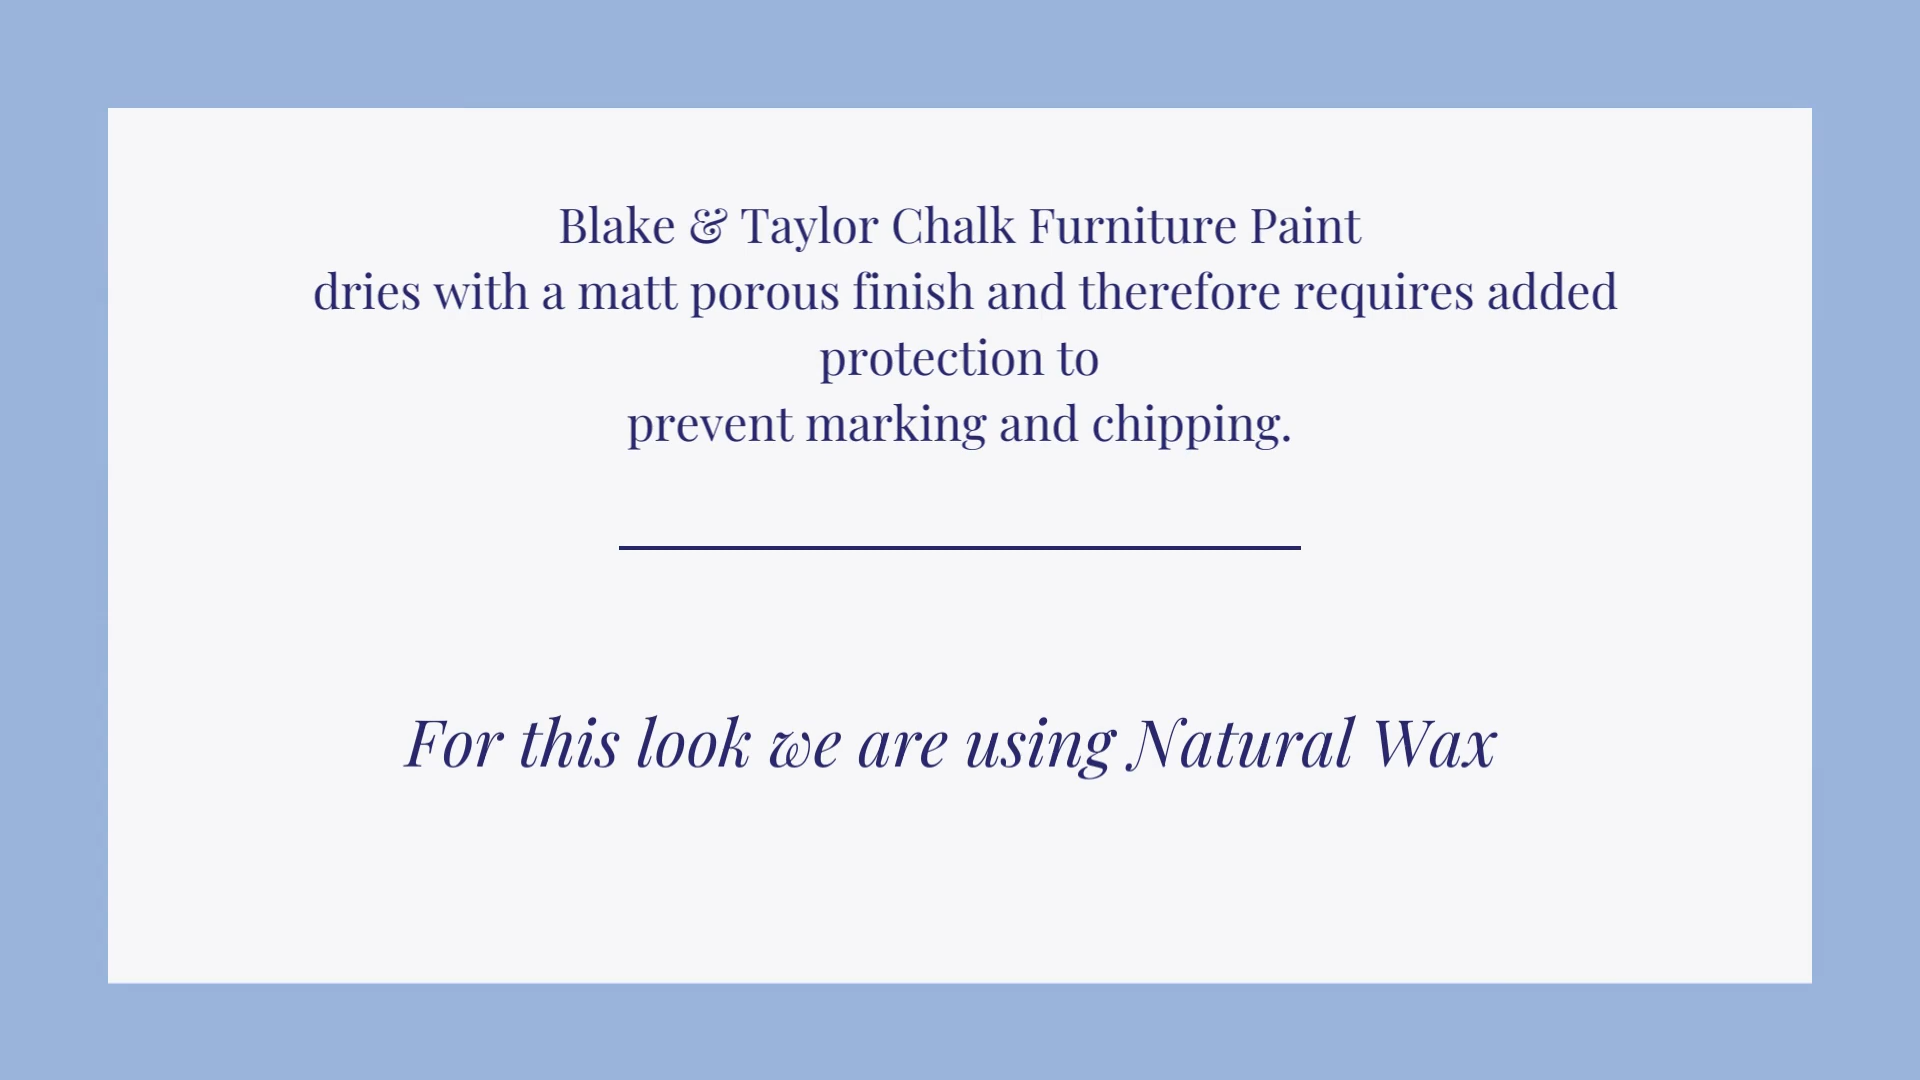 Blake & Taylor Chalk Furniture Paint
dries with a matt porous finish and therefore requires added
protection to
prevent marking and chipping.
For this look we are using Natural Wax